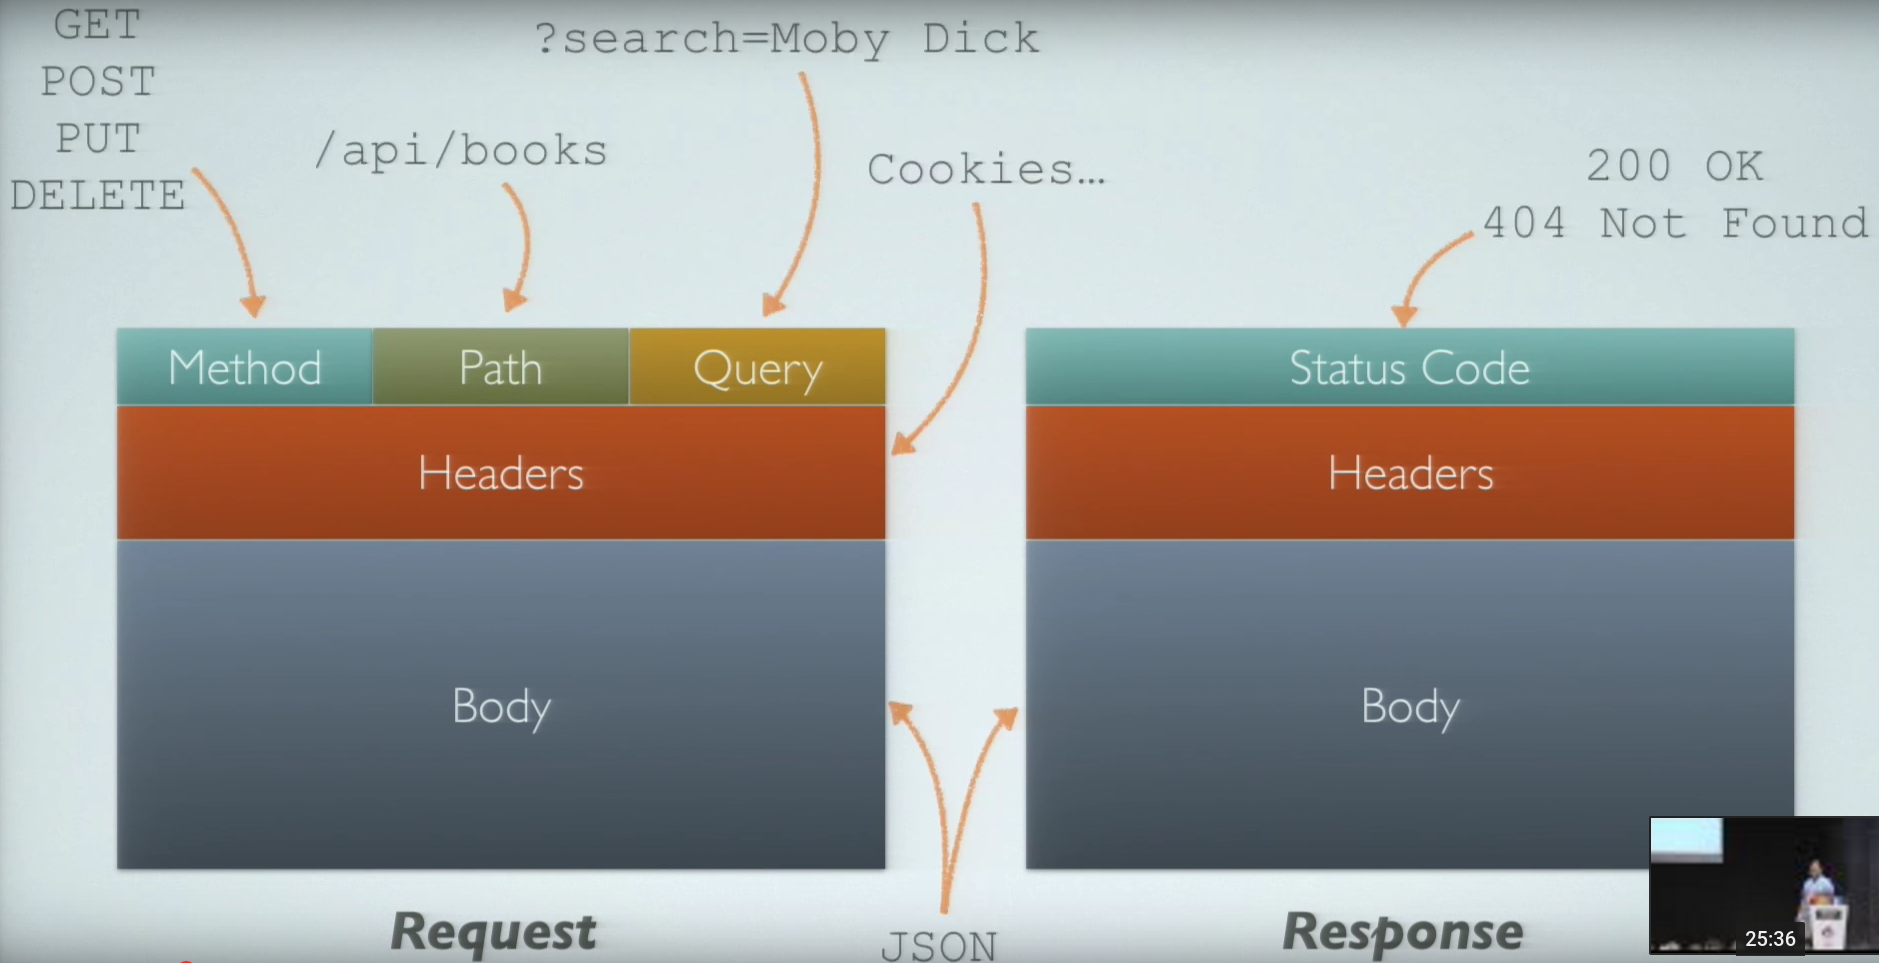 GET
POST
PUT
DELETE
/api/books
?search=Moby Dick
Cookies…
200 OK
404 Not Found
Method
Path
Query
Headers
Body
Request
Status Code
Headers
Body
Response
JSON
25:36